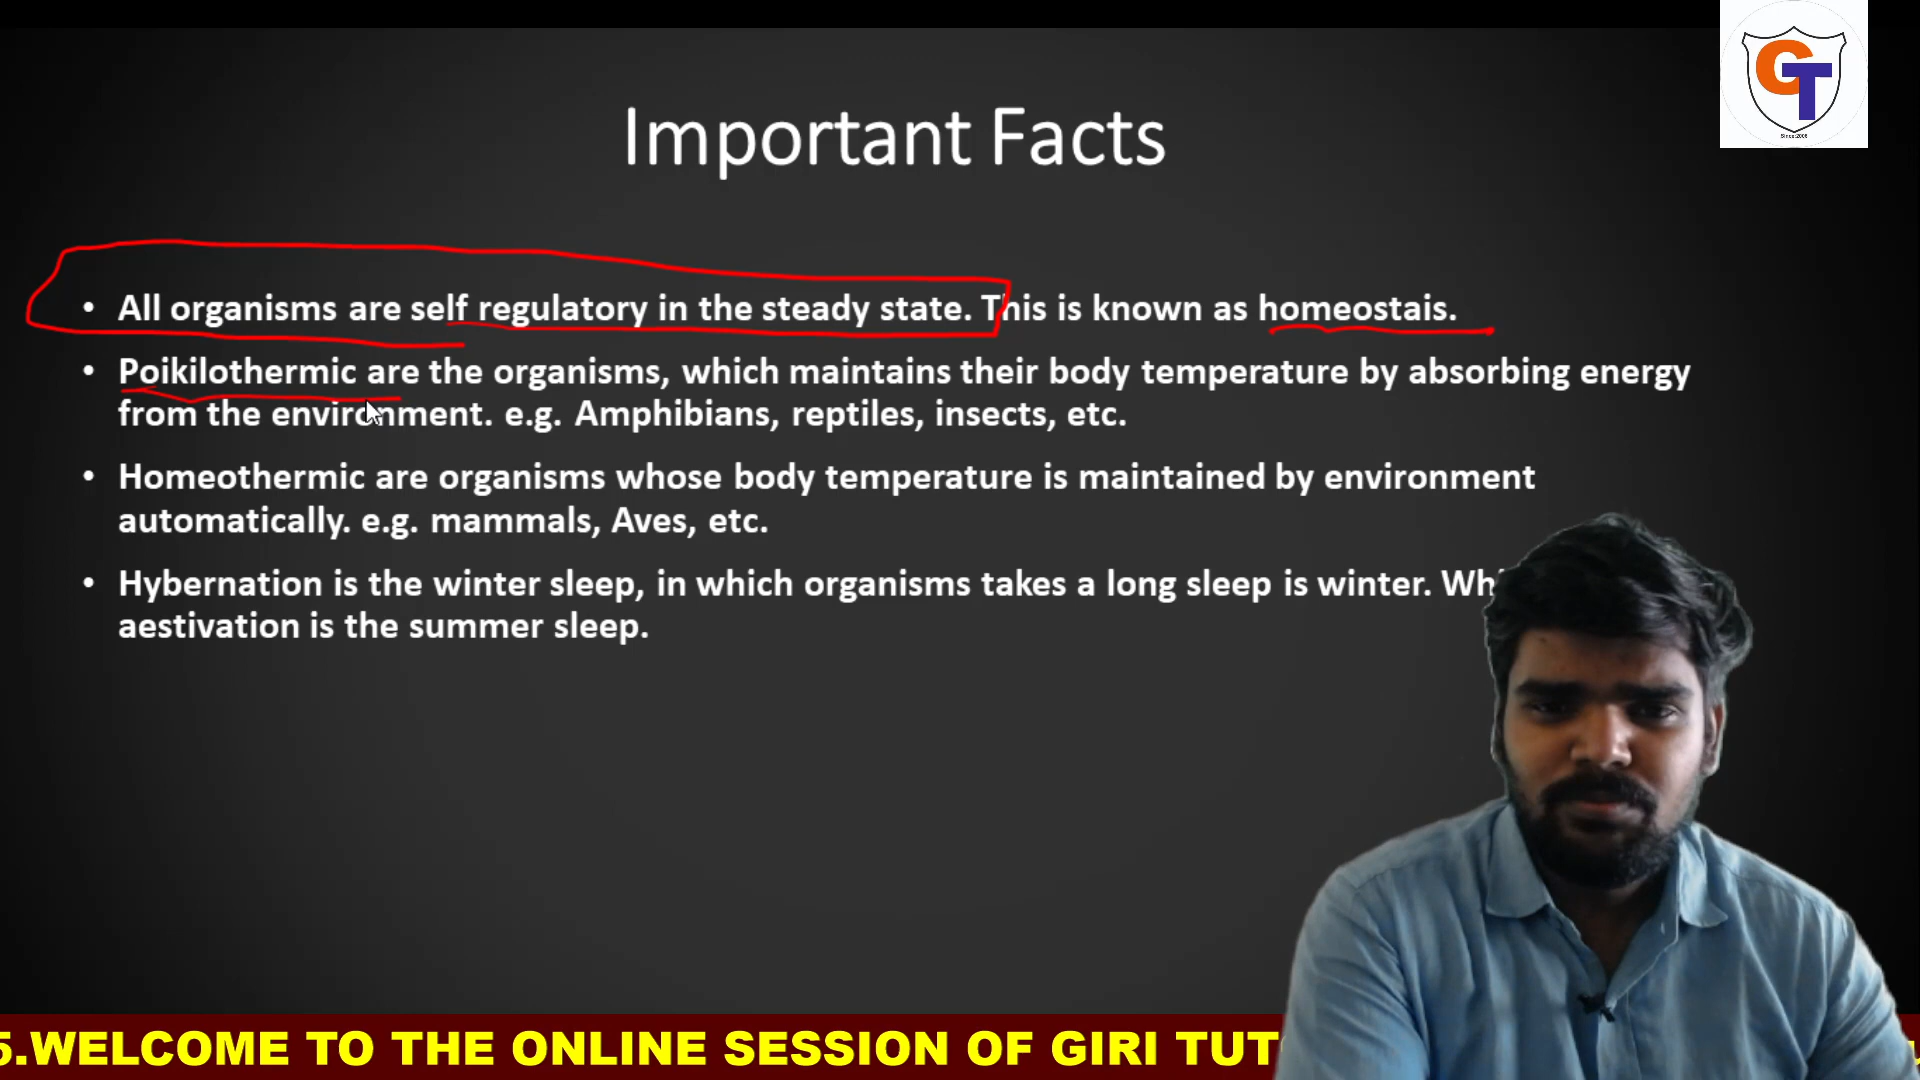 GT
Since:2006
Important Facts
• All organisms are self regulatory in the steady state. This is known as homeostais.
• Poikilothermic are the organisms, which maintains their body temperature by absorbing energy
from the environment. e.g. Amphibians, reptiles, insects, etc.
• Homeothermic are organisms whose body temperature is maintained by environment
automatically. e.g. mammals, Aves, etc.
• Hybernation is the winter sleep, in which organisms takes a long sleep is winter.
aestivation is the summer sleep.
5.WELCOME TO THE ONLINE SESSION OF GIRI